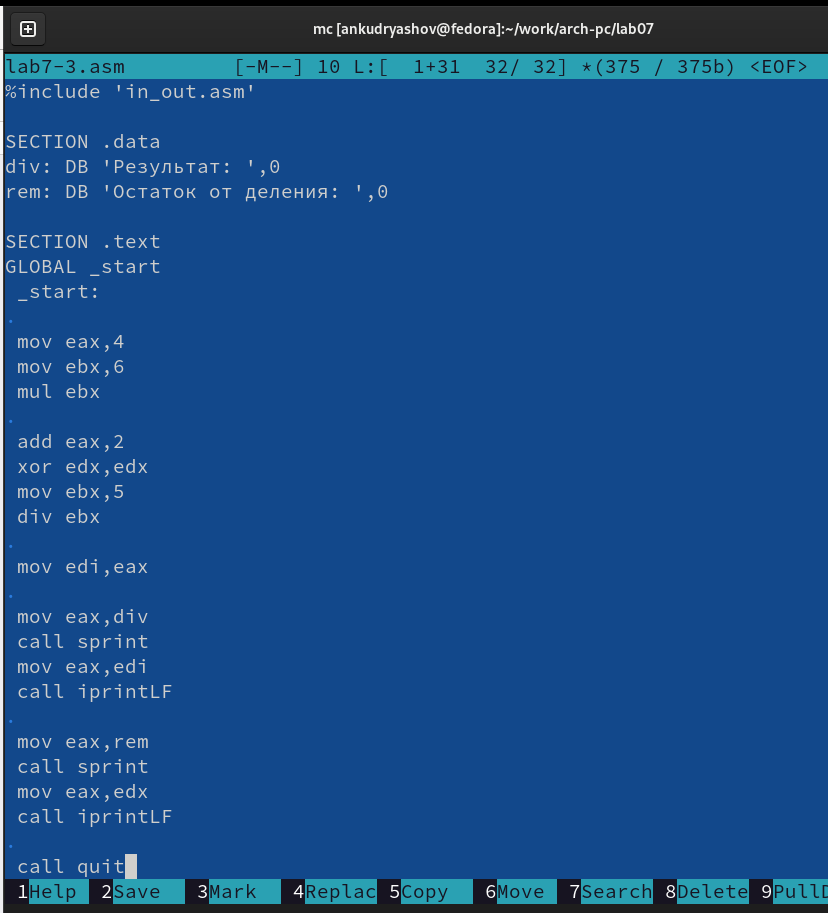 mc [ankudryashov@fedora]:~/work/arch-pc/lab07
lab7-3.asm [-M--] 10 L:[ 1+31 32/ 32] *(375 / 375b) <EOF>
%include 'in_out.asm'
SECTION .data
div: DB 'Результат: ',0
rem: DB 'Остаток от деления: ',0
SECTION .text
GLOBAL _start
_start:
mov eax,4
mov ebx,6
mul ebx
add eax,2
xor edx,edx
mov ebx,5
div ebx
mov edi,eax
mov eax,div
call sprint
mov eax,edi
call iprintLF
mov eax,rem
call sprint
mov eax,edx
call iprintLF
call quit
1Help 2Save 3Mark 4Replac 5Copy 6Move 7Search 8Delete 9PullD